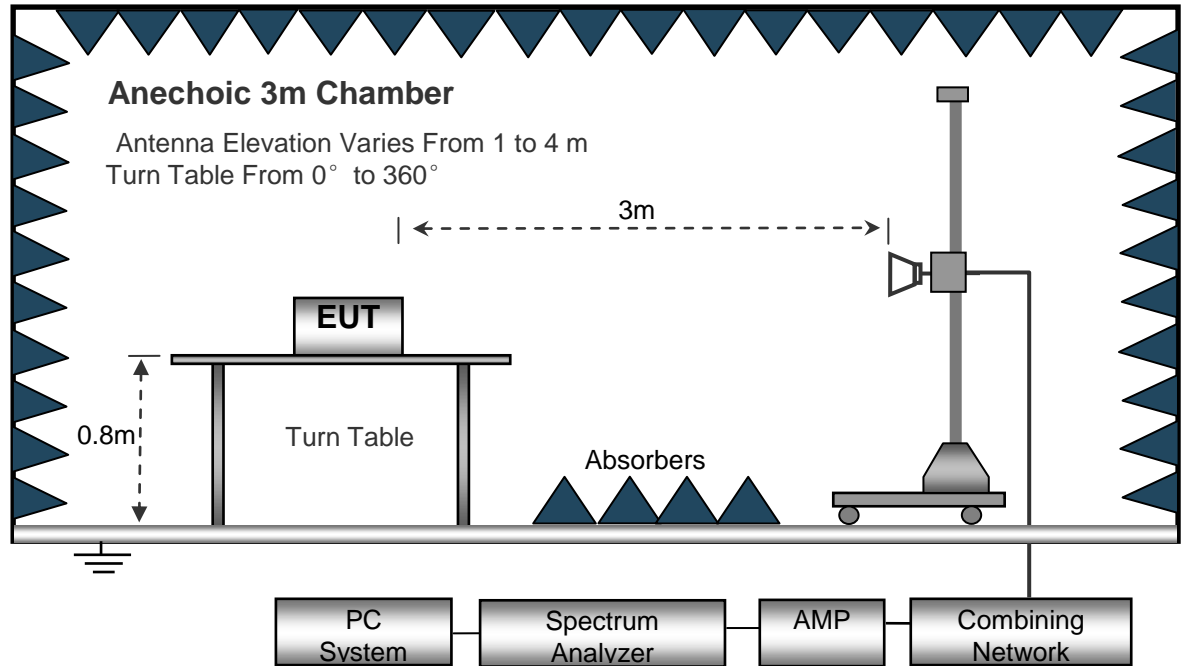 Anechoic 3m Chamber
Antenna Elevation Varies From 1 to 4 m
Turn Table From 0° to 360°
3m
EUT
0.8m
Turn Table
Absorbers
PC
System
Spectrum
Analyzer
AMP
Combining
Network